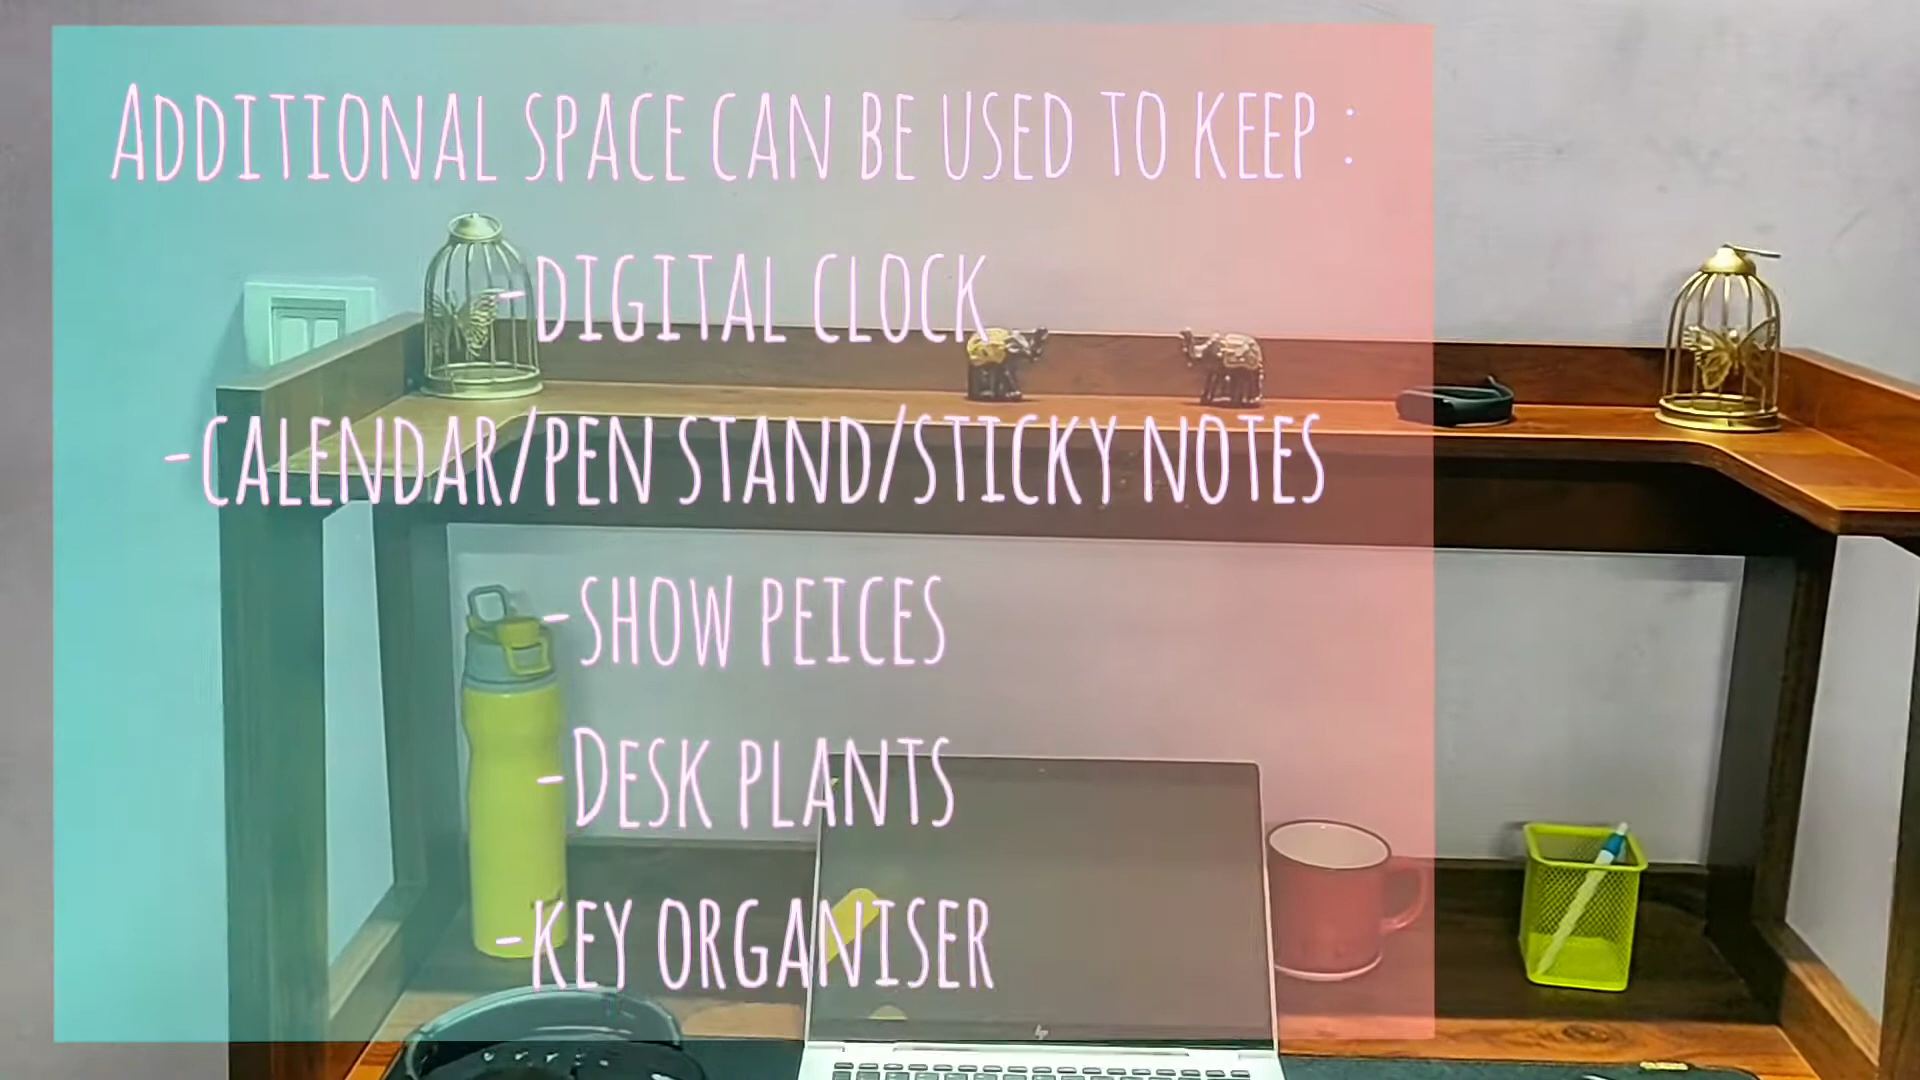 Additional space can be used to keep :
-digital clock
-calendar/pen stand/sticky notes
-show peices
-Desk plants
-key organiser
hp